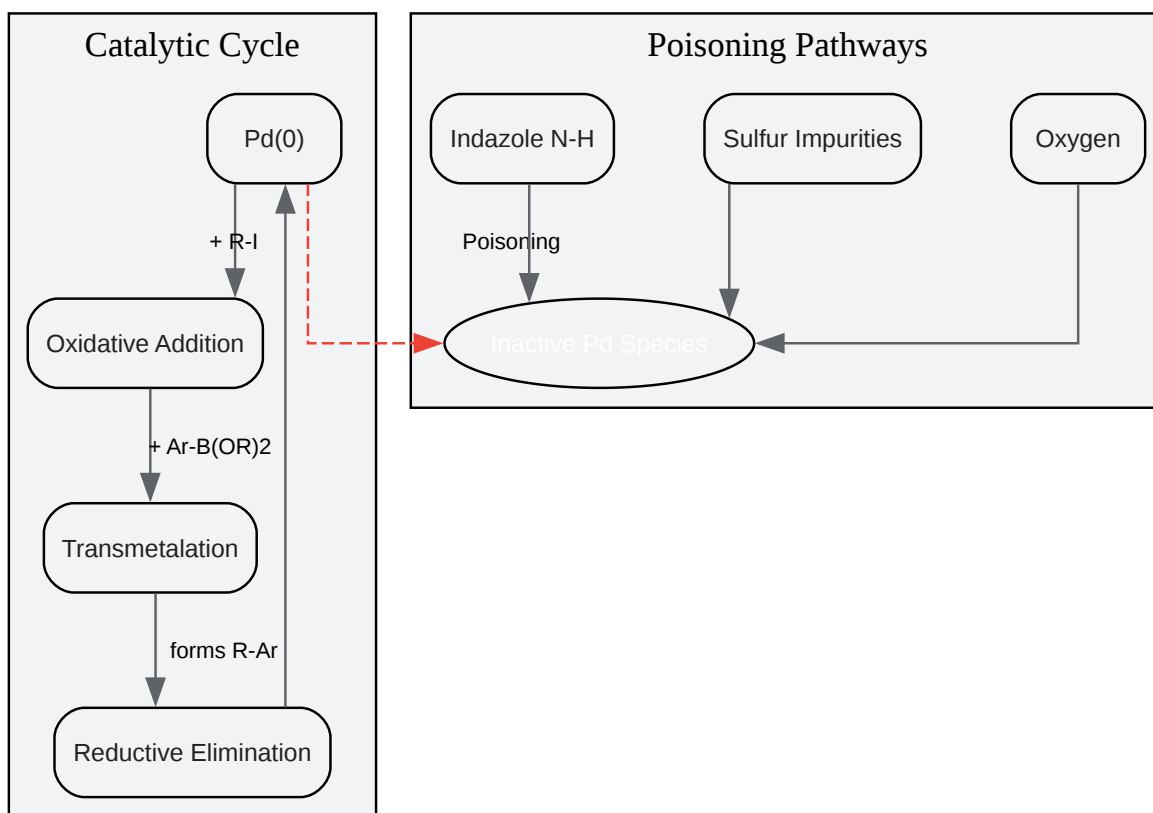 Catalytic Cycle
Pd(0)
+ R-I
Oxidative Addition
+ Ar-B(OR)2
Transmetalation
forms R-Ar
Reductive Elimination
Poisoning Pathways
Indazole N-H
Sulfur Impurities
Oxygen
Poisoning
Inactive Pd Species